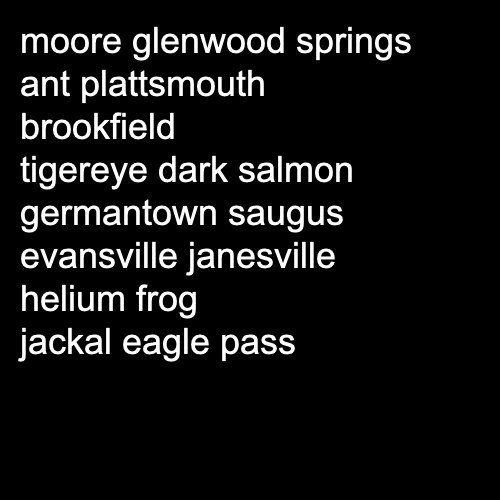 moore glenwood springs
ant plattsmouth
brookfield
tigereye dark salmon
germantown saugus
evansville janesville
helium frog
jackal eagle pass